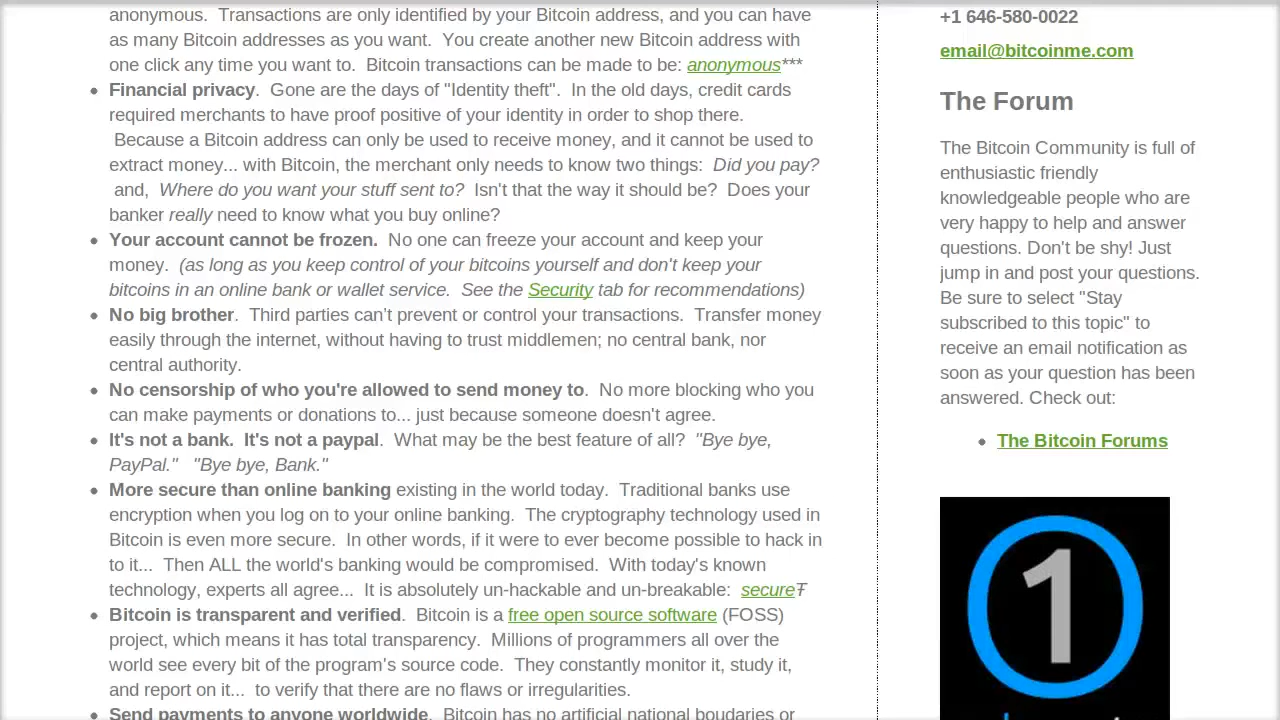 anonymous.  Transactions are only identified by your Bitcoin address, and you can have
as many Bitcoin addresses as you want.  You create another new Bitcoin address with
one click any time you want to.  Bitcoin transactions can be made to be: anonymous***
Financial privacy.  Gone are the days of "Identity theft".  In the old days, credit cards
required merchants to have proof positive of your identity in order to shop there.
Because a Bitcoin address can only be used to receive money, and it cannot be used to
extract money... with Bitcoin, the merchant only needs to know two things:  Did you pay?
and,  Where do you want your stuff sent to?  Isn't that the way it should be?  Does your
banker really need to know what you buy online?
Your account cannot be frozen.  No one can freeze your account and keep your
money.  (as long as you keep control of your bitcoins yourself and don't keep your
bitcoins in an online bank or wallet service.  See the Security tab for recommendations)
No big brother.  Third parties can't prevent or control your transactions.  Transfer money
easily through the internet, without having to trust middlemen; no central bank, nor
central authority.
No censorship of who you're allowed to send money to.  No more blocking who you
can make payments or donations to... just because someone doesn't agree.
It's not a bank.  It's not a paypal.  What may be the best feature of all?  "Bye bye,
PayPal."   "Bye bye, Bank."
More secure than online banking existing in the world today.  Traditional banks use
encryption when you log on to your online banking.  The cryptography technology used in
Bitcoin is even more secure.  In other words, if it were to ever become possible to hack in
to it...  Then ALL the world's banking would be compromised.  With today's known
technology, experts all agree...  It is absolutely un-hackable and un-breakable:  secureŦ
Bitcoin is transparent and verified.  Bitcoin is a free open source software (FOSS)
project, which means it has total transparency.  Millions of programmers all over the
world see every bit of the program's source code.  They constantly monitor it, study it,
and report on it...  to verify that there are no flaws or irregularities.
Send payments to anyone worldwide.  Bitcoin has no artificial national boudaries or
+1 646-580-0022
email@bitcoinme.com
The Forum
The Bitcoin Community is full of
enthusiastic friendly
knowledgeable people who are
very happy to help and answer
questions. Don't be shy! Just
jump in and post your questions.
Be sure to select "Stay
subscribed to this topic" to
receive an email notification as
soon as your question has been
answered. Check out:
The Bitcoin Forums
1